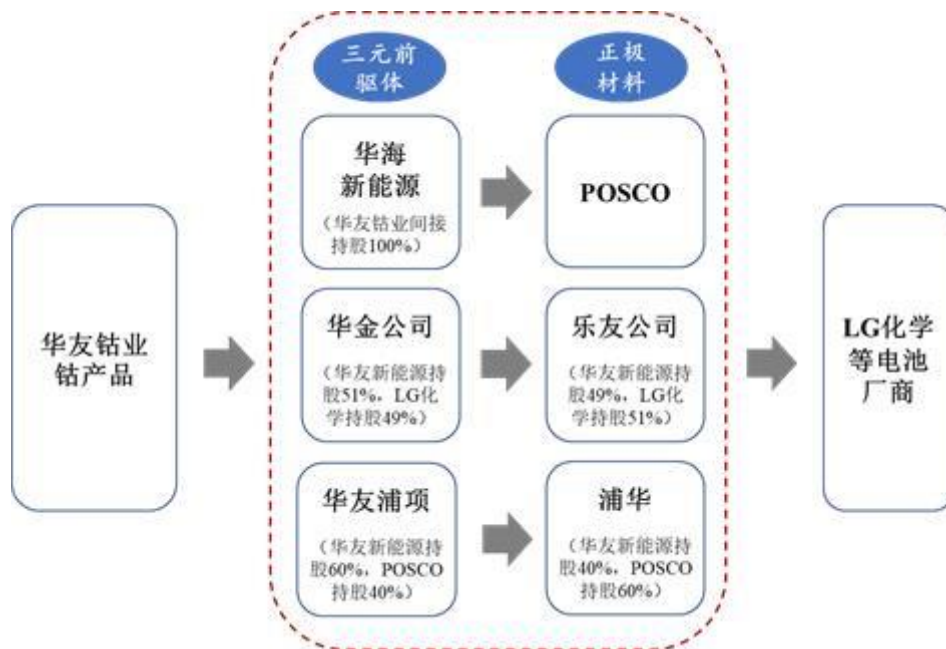 三元前
驱体
正极
材料
华海
新能源
（华友钴业间接
持股100%）
POSCO
华友钴业
钴产品
华金公司
（华友新能源持
股51%，LG化
学持股49%）
乐友公司
（华友新能源持
股49%，LG化
学持股51%）
LG化学
等电池
厂商
华友浦项
（华友新能源持
股60%，POSCO
持股40%）
浦华
（华友新能源持
股40%，POSCO
持股60%）